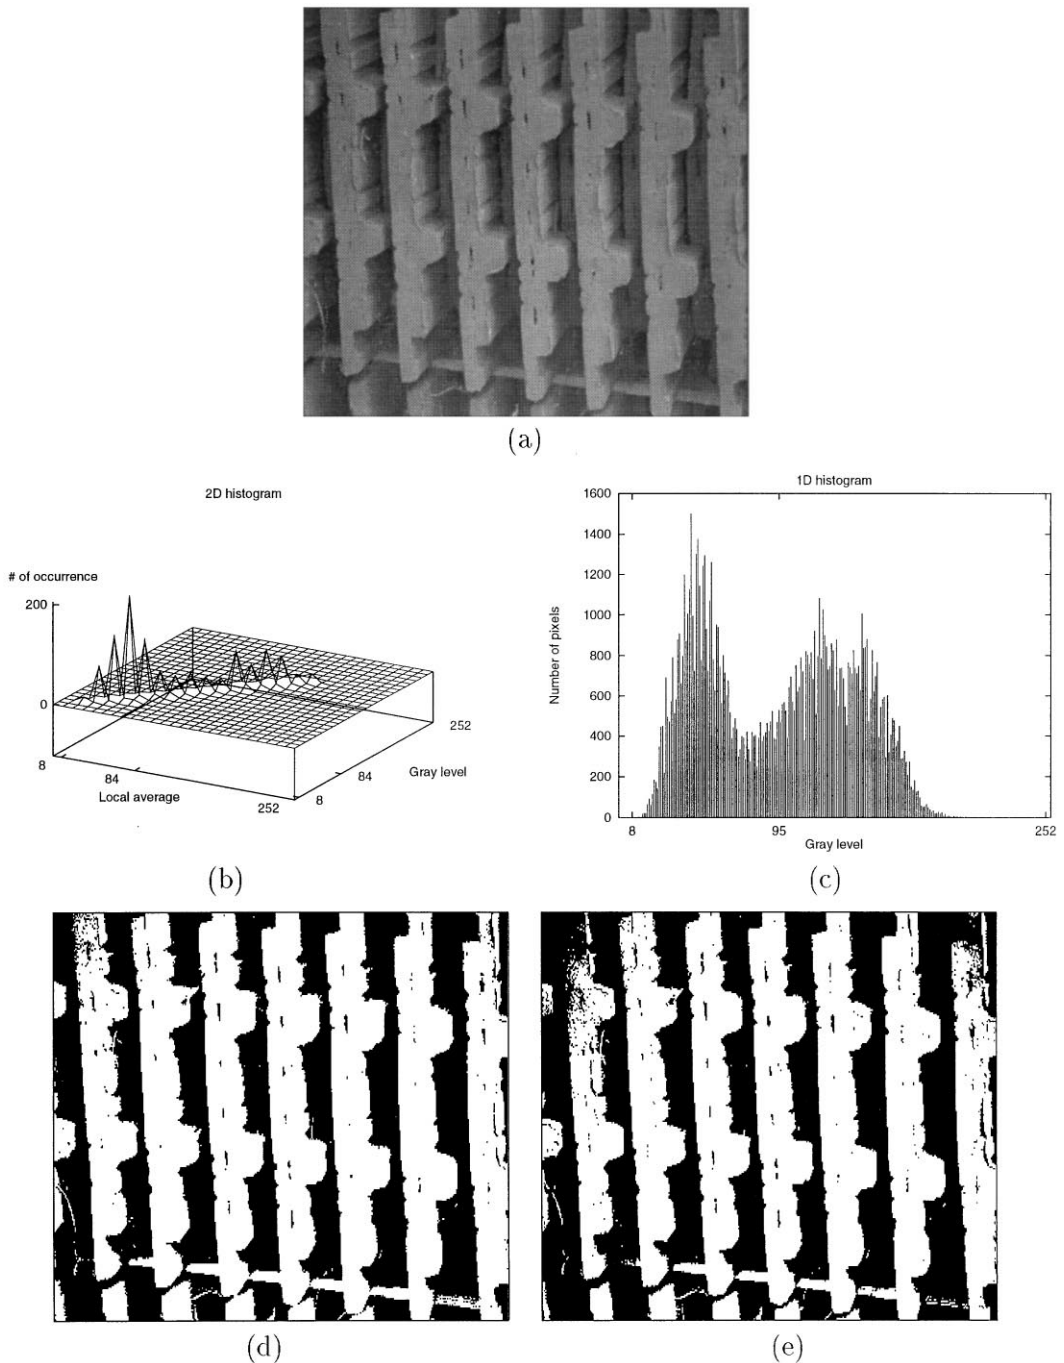 (a)
2D histogram
# of occurrence
200
0
8
84
Local average
252
8
84
Gray level
252
(b)
1D histogram
1600
1400
1200
1000
800
600
400
200
0
Number of pixels
8
95
252
Gray level
(c)
(d)
(e)